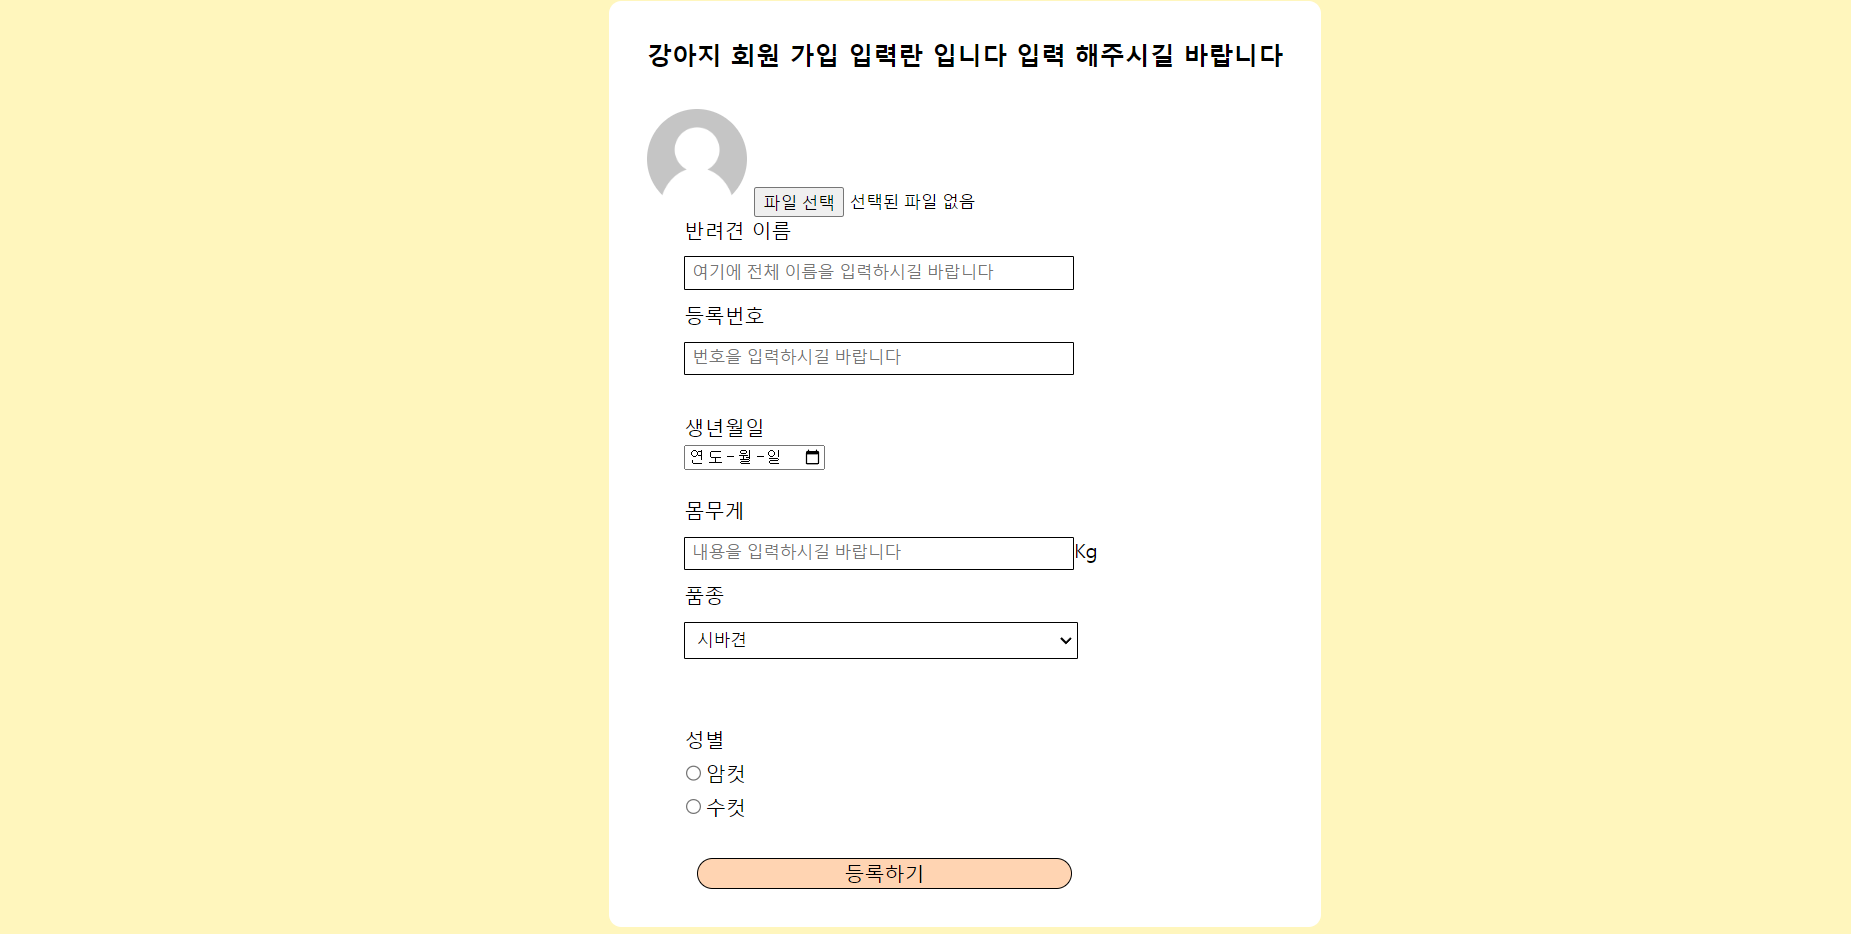 강아지 회원 가입 입력란 입니다 입력 해주시길 바랍니다
파일 선택 선택된 파일 없음
반려견 이름
여기에 전체 이름을 입력하시길 바랍니다
등록번호
번호을 입력하시길 바랍니다
생년월일
연도-월-일
몸무게
내용을 입력하시길 바랍니다 Kg
품종
시바견
성별
암컷
수컷
등록하기